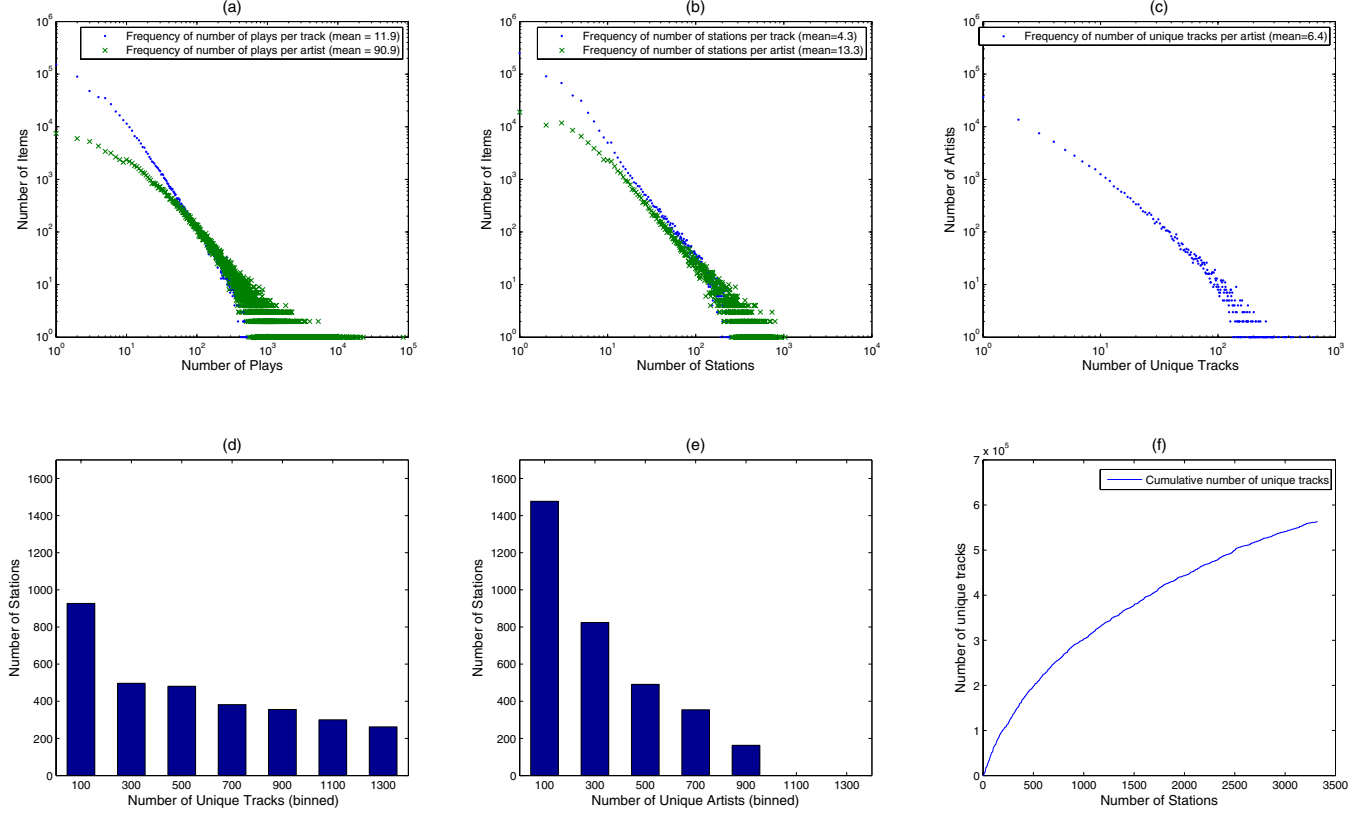 (a)
Frequency of number of plays per track (mean = 11.9)
Frequency of number of plays per artist (mean = 90.9)
Number of Items
10^0
10^1
10^2
10^3
10^4
10^5
10^6
10^0
10^1
10^2
10^3
10^4
10^5
Number of Plays
(b)
Frequency of number of stations per track (mean=4.3)
Frequency of number of stations per artist (mean=13.3)
Number of Items
10^0
10^1
10^2
10^3
10^4
10^5
10^6
10^0
10^1
10^2
10^3
10^4
Number of Stations
(c)
Frequency of number of unique tracks per artist (mean=6.4)
Number of Artists
10^0
10^1
10^2
10^3
10^4
10^5
10^6
10^0
10^1
10^2
10^3
Number of Unique Tracks
(d)
Number of Stations
0
200
400
600
800
1000
1200
1400
1600
100 300 500 700 900 1100 1300
Number of Unique Tracks (binned)
(e)
Number of Stations
0
200
400
600
800
1000
1200
1400
1600
100 300 500 700 900 1100 1300
Number of Unique Artists (binned)
(f)
x 10^5
Cumulative number of unique tracks
Number of unique tracks
0
1
2
3
4
5
6
7
0 500 1000 1500 2000 2500 3000 3500
Number of Stations